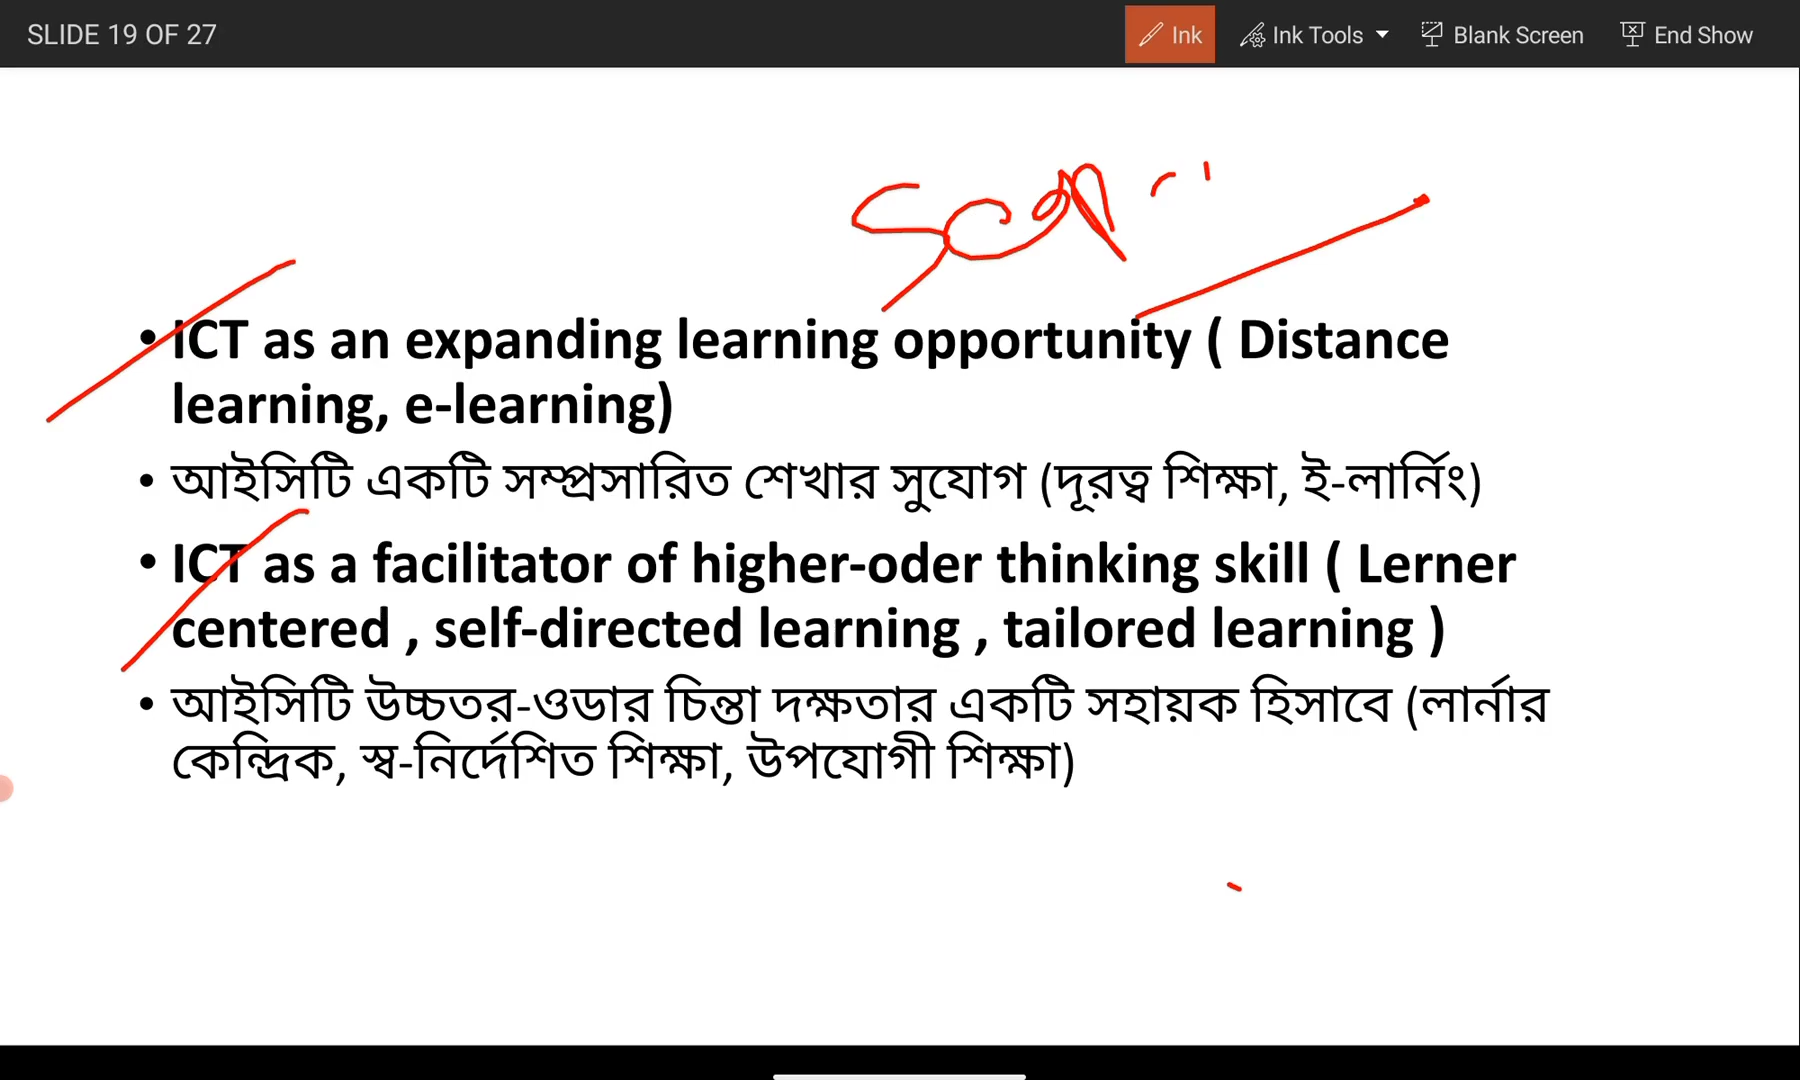 SLIDE 19 OF 27 Ink Ink Tools Blank Screen End Show
• ICT as an expanding learning opportunity ( Distance
learning, e-learning)
• আইসিটি একটি সম্প্রসারিত শেখার সুযোগ (দূরত্ব শিক্ষা, ই-লার্নিং)
• ICT as a facilitator of higher-oder thinking skill ( Lerner
centered , self-directed learning , tailored learning )
• আইসিটি উচ্চতর-ওডার চিন্তা দক্ষতার একটি সহায়ক হিসাবে (লার্নার
কেন্দ্রিক, স্ব-নির্দেশিত শিক্ষা, উপযোগী শিক্ষা)